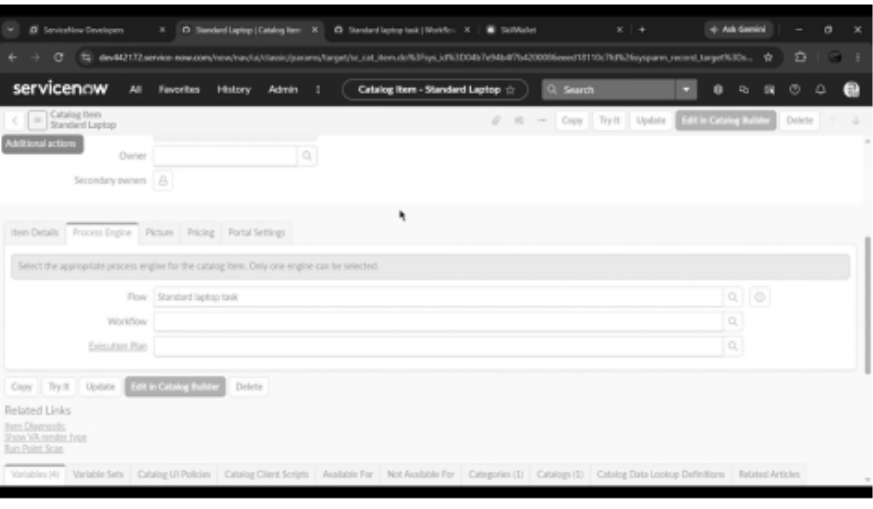 ServiceNow Developers
Standard Laptop | Catalog Item
Standard laptop task | Workflow
SkillWallet
Ask Gemini
servicenow All Favorites History Admin Catalog Item - Standard Laptop Search
Catalog Item
Standard Laptop
Copy Try It Update Edit in Catalog Builder Delete
Additional actions
Owner
Secondary owners
Item Details Process Engine Picture Pricing Portal Settings
Select the appropriate process engine for the catalog item. Only one engine can be selected.
Flow Standard laptop task
Workflow
Execution Plan
Copy Try It Update Edit in Catalog Builder Delete
Related Links
Item Diagnostic
Show VA render type
Run Point Scan
Variables (4) Variable Sets Catalog UI Policies Catalog Client Scripts Available For Not Available For Categories (1) Catalogs (1) Catalog Data Lookup Definitions Related Articles